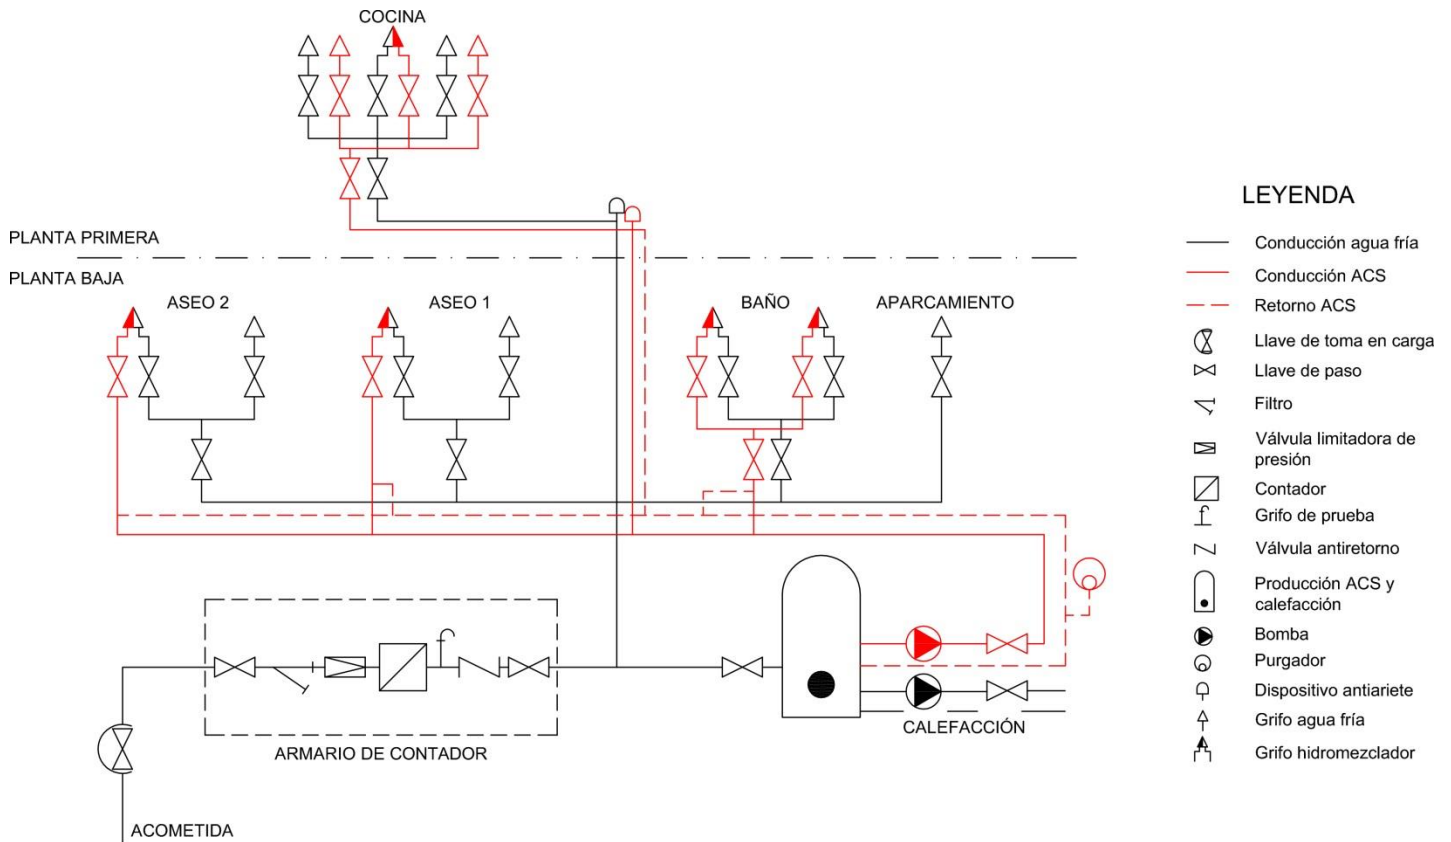 COCINA
PLANTA PRIMERA
PLANTA BAJA
ASEO 2
ASEO 1
BAÑO
APARCAMIENTO
ARMARIO DE CONTADOR
CALEFACCIÓN
ACOMETIDA
LEYENDA
Conducción agua fría
Conducción ACS
Retorno ACS
Llave de toma en carga
Llave de paso
Filtro
Válvula limitadora de
presión
Contador
Grifo de prueba
Válvula antiretorno
Producción ACS y
calefacción
Bomba
Purgador
Dispositivo antiariete
Grifo agua fría
Grifo hidromezclador